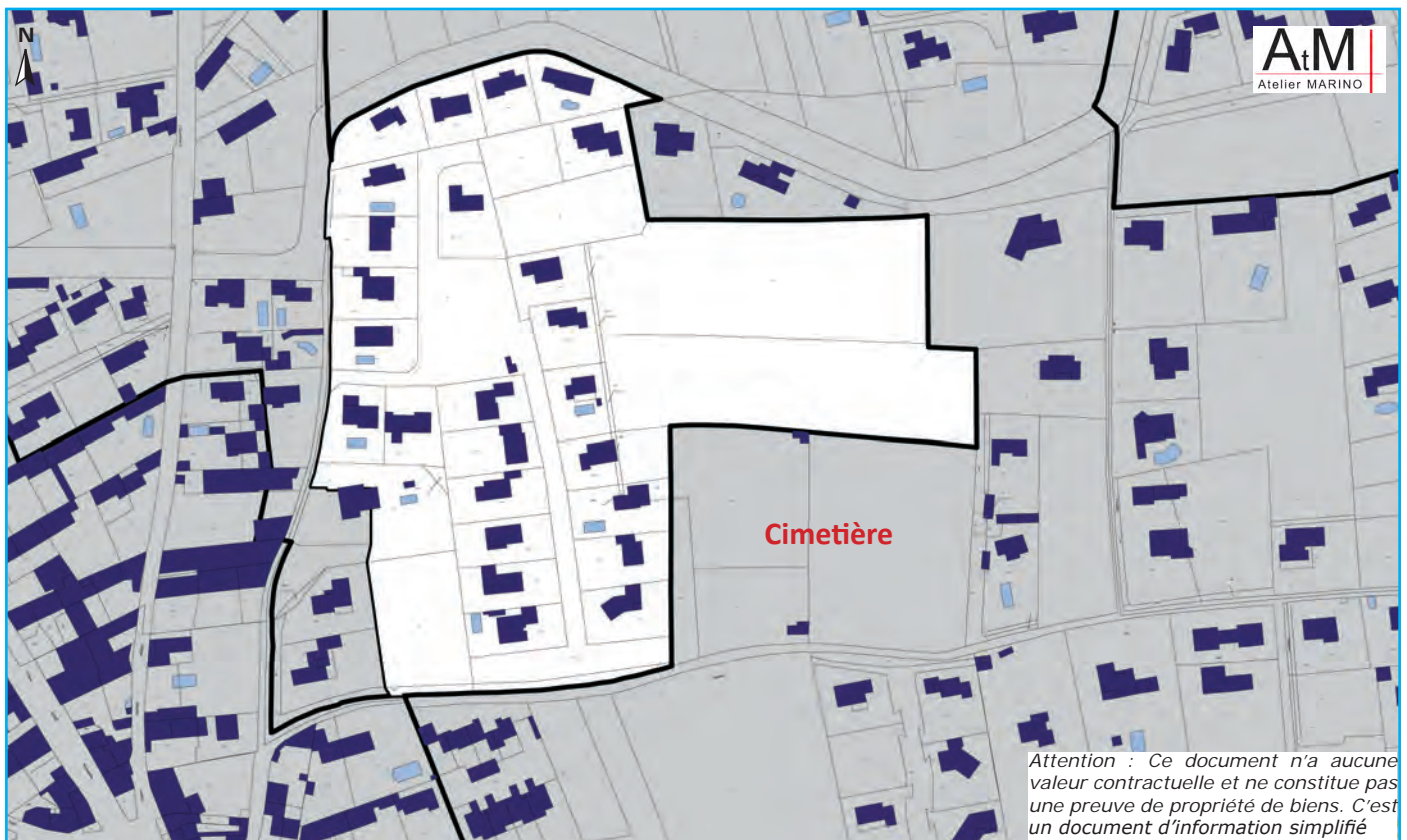 N
AtM
Atelier MARINO
Cimetière
Attention : Ce document n'a aucune
valeur contractuelle et ne constitue pas
une preuve de propriété de biens. C'est
un document d'information simplifié